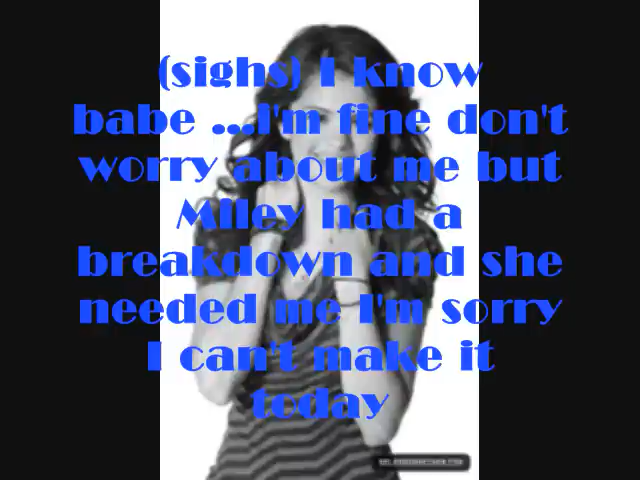 (sighs) I know
babe ...I'm fine don't
worry about me but
Miley had a
breakdown and she
needed me I'm sorry
I can't make it
today